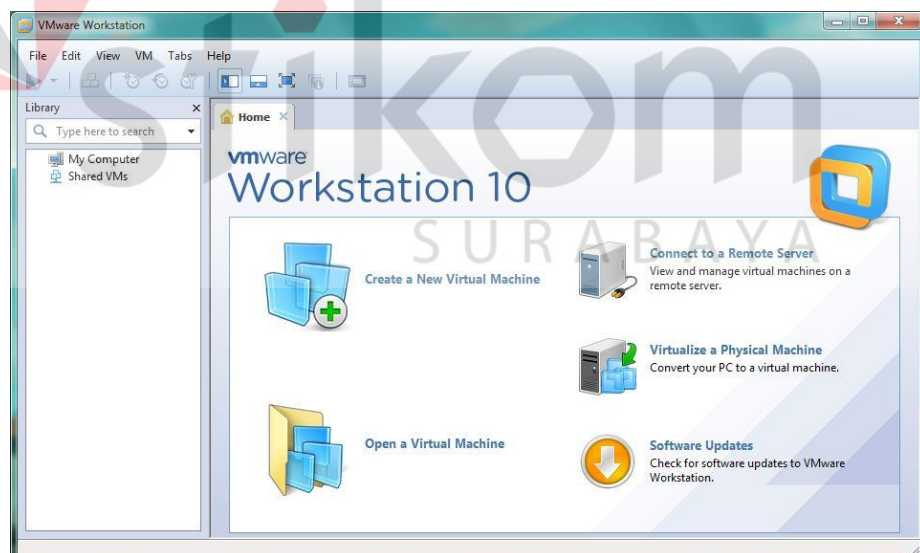 VMware Workstation
File Edit View VM Tabs Help
Library
Type here to search
My Computer
Shared VMs
Home
vmware
Workstation 10
Create a New Virtual Machine
Open a Virtual Machine
Connect to a Remote Server
View and manage virtual machines on a
remote server.
Virtualize a Physical Machine
Convert your PC to a virtual machine.
Software Updates
Check for software updates to VMware
Workstation.
stikom
SURABAYA